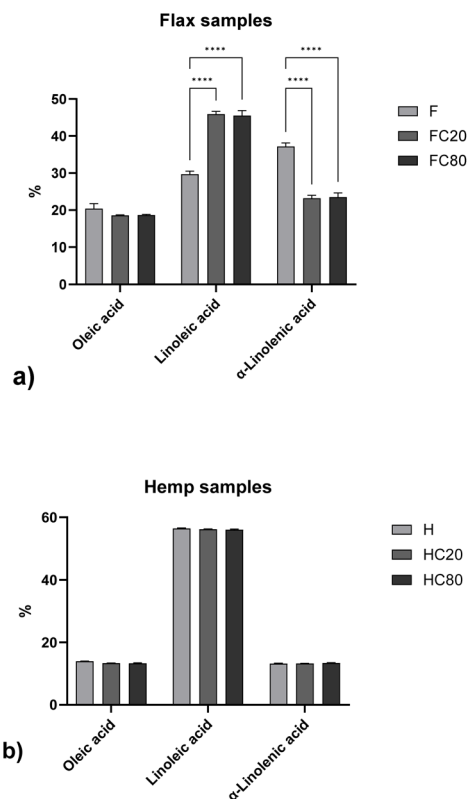 Flax samples
****
****
****
****
50
40
30
20
10
0
%
F
FC20
FC80
Oleic acid
Linoleic acid
α-Linolenic acid
a)
Hemp samples
60
40
20
0
%
H
HC20
HC80
Oleic acid
Linoleic acid
α-Linolenic acid
b)